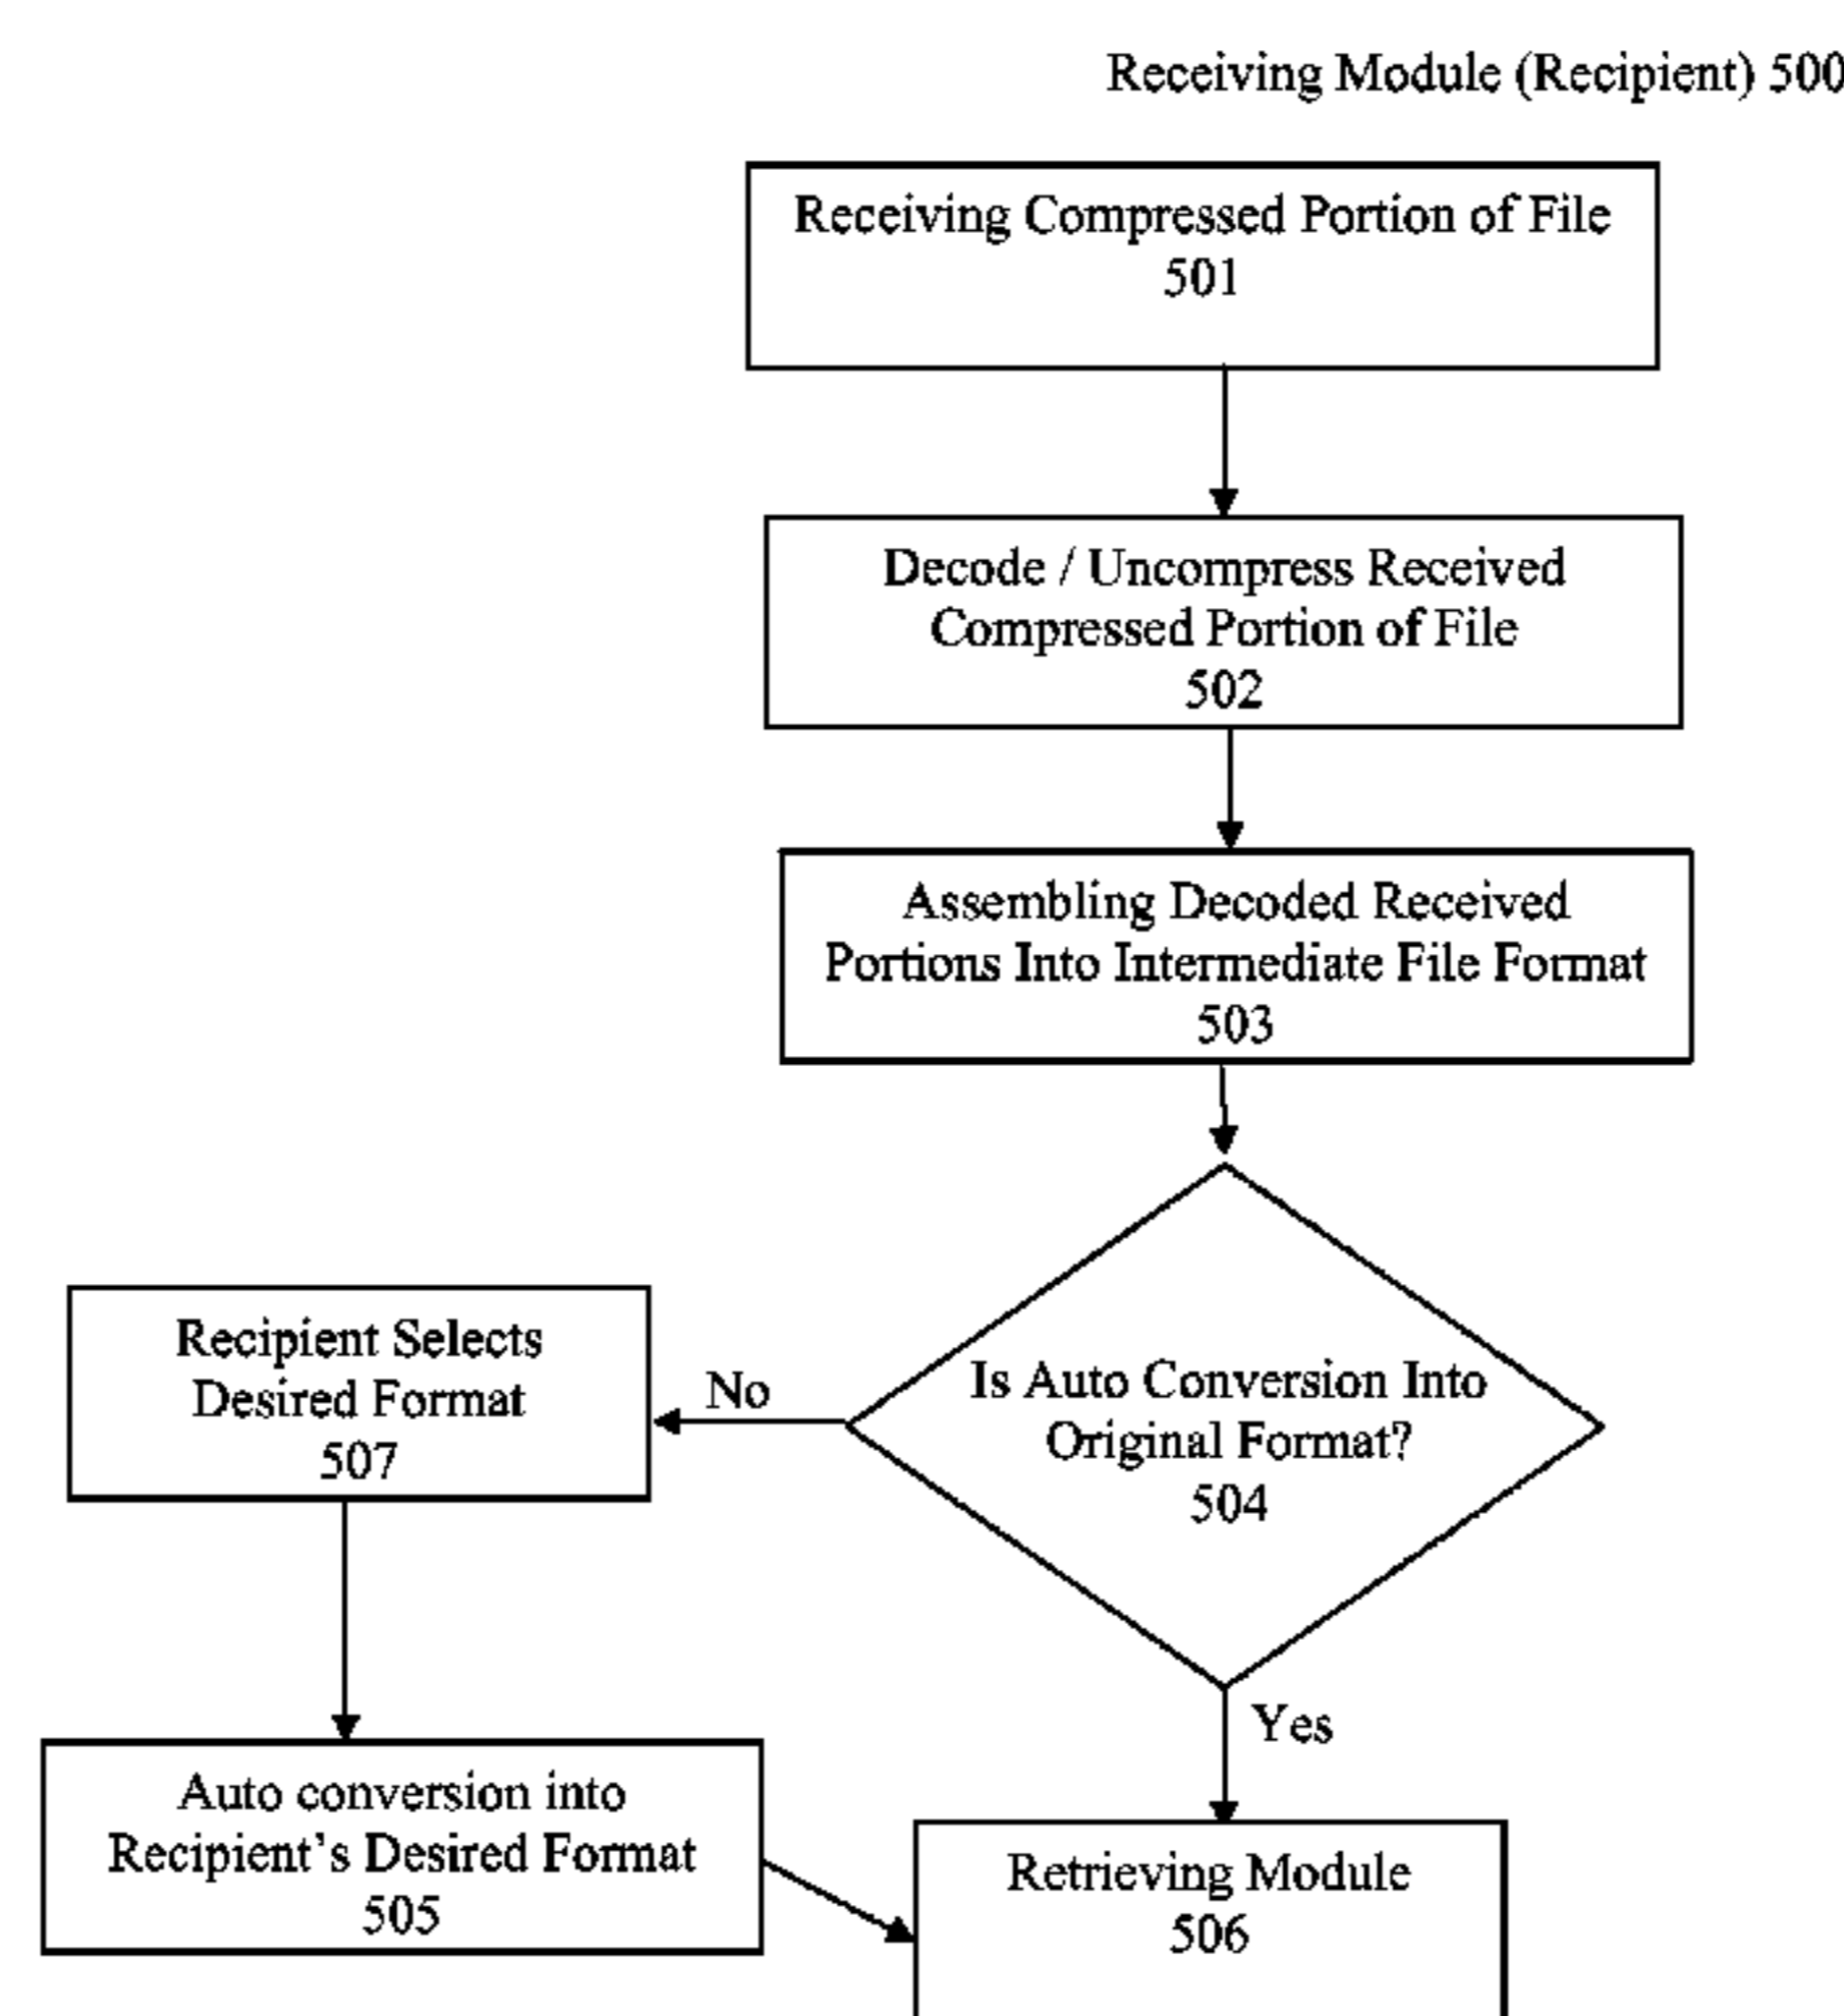 Receiving Module (Recipient) 500
Receiving Compressed Portion of File
501
Decode / Uncompress Received
Compressed Portion of File
502
Assembling Decoded Received
Portions Into Intermediate File Format
503
Is Auto Conversion Into
Original Format?
504
No
Recipient Selects
Desired Format
507
Yes
Auto conversion into
Recipient's Desired Format
505
Retrieving Module
506